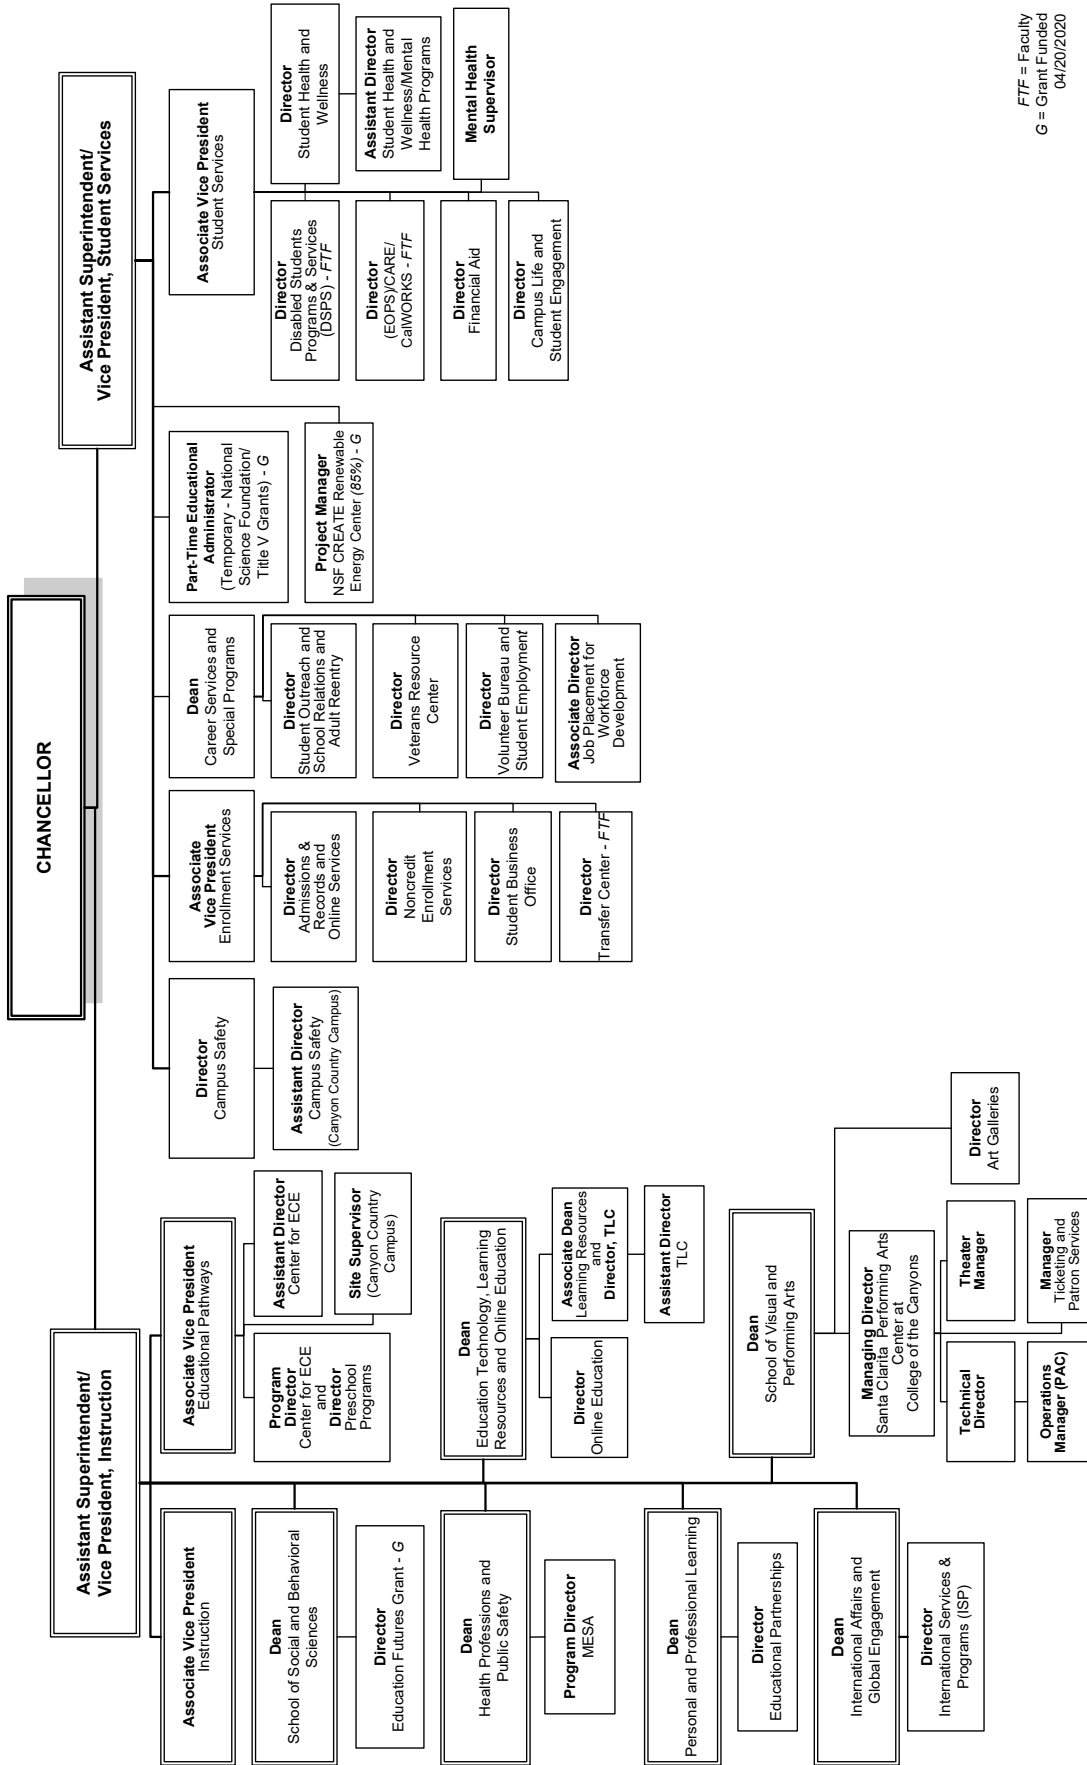 CHANCELLOR
Assistant Superintendent/
Vice President, Instruction
Associate Vice President
Instruction
Dean
School of Social and Behavioral
Sciences
Director
Education Futures Grant - G
Dean
Health Professions and
Public Safety
Program Director
MESA
Dean
Personal and Professional Learning
Director
Educational Partnerships
Dean
International Affairs and
Global Engagement
Director
International Services &
Programs (ISP)
Associate Vice President
Educational Pathways
Program
Director
Center for ECE
and
Director
Preschool
Programs
Assistant Director
Center for ECE
Site Supervisor
(Canyon Country
Campus)
Dean
Education Technology, Learning
Resources and Online Education
Director
Online Education
Associate Dean
Learning Resources
and
Director, TLC
Assistant Director
TLC
Dean
School of Visual and
Performing Arts
Managing Director
Santa Clarita Performing Arts
Center at
College of the Canyons
Technical
Director
Theater
Manager
Operations
Manager (PAC)
Manager
Ticketing and
Patron Services
Director
Art Galleries
Assistant Superintendent/
Vice President, Student Services
Director
Campus Safety
Assistant Director
Campus Safety
(Canyon Country Campus)
Associate
Vice President
Enrollment Services
Director
Admissions &
Records and
Online Services
Director
Noncredit
Enrollment
Services
Director
Student Business
Office
Director
Transfer Center - FTF
Dean
Career Services and
Special Programs
Director
Student Outreach and
School Relations and
Adult Reentry
Director
Veterans Resource
Center
Director
Volunteer Bureau and
Student Employment
Associate Director
Job Placement for
Workforce
Development
Part-Time Educational
Administrator
(Temporary - National
Science Foundation/
Title V Grants) - G
Project Manager
NSF CREATE Renewable
Energy Center (85%) - G
Associate Vice President
Student Services
Director
Disabled Students
Programs & Services
(DSPS) - FTF
Director
(EOPS)/CARE/
CalWORKS - FTF
Director
Financial Aid
Director
Campus Life and
Student Engagement
Director
Student Health and
Wellness
Assistant Director
Student Health and
Wellness/Mental
Health Programs
Mental Health
Supervisor
FTF = Faculty
G = Grant Funded
04/20/2020